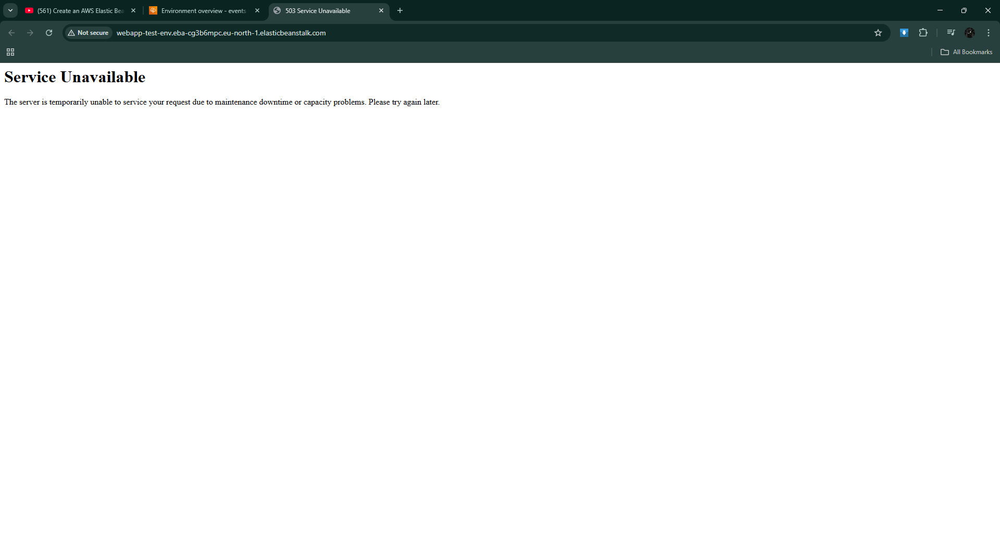 (561) Create an AWS Elastic Bea
Environment overview - events
503 Service Unavailable
Not secure
webapp-test-env.eba-cg3b6mpc.eu-north-1.elasticbeanstalk.com
All Bookmarks
Service Unavailable
The server is temporarily unable to service your request due to maintenance downtime or capacity problems. Please try again later.